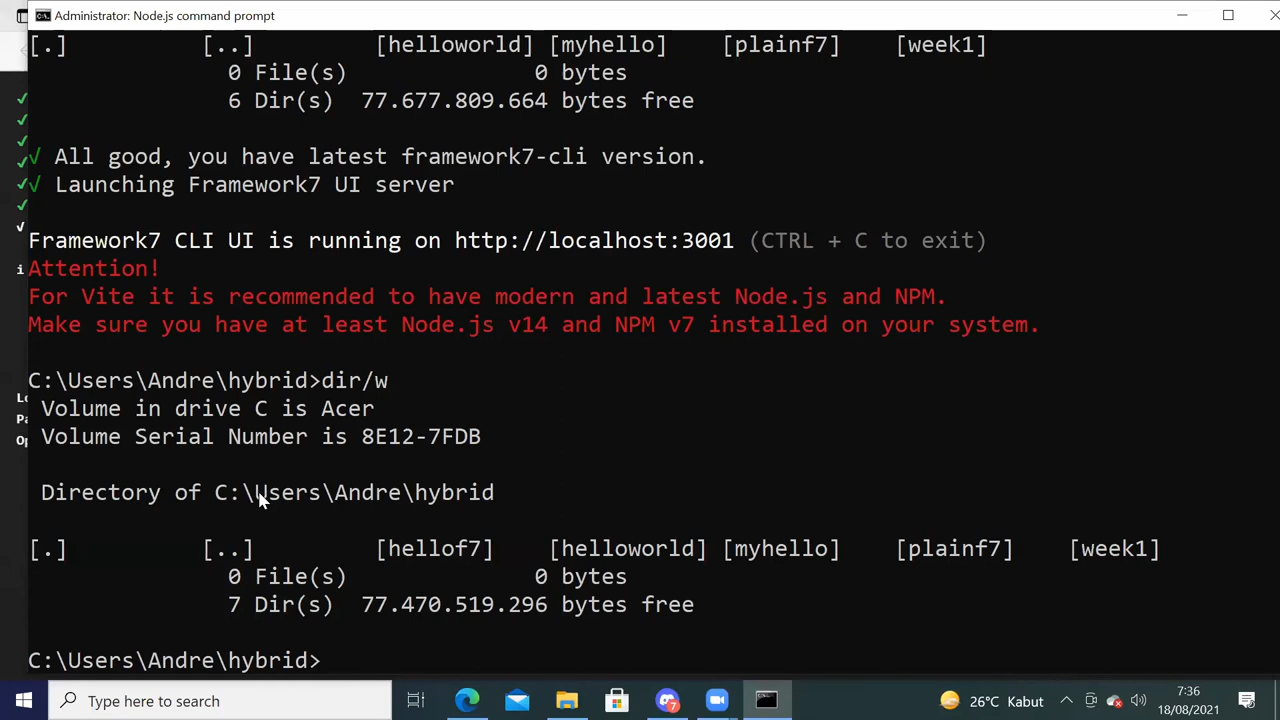 Administrator: Node.js command prompt
[.] [..] [helloworld] [myhello] [plainf7] [week1]
0 File(s) 0 bytes
6 Dir(s) 77.677.809.664 bytes free
√ All good, you have latest framework7-cli version.
√ Launching Framework7 UI server
Framework7 CLI UI is running on http://localhost:3001 (CTRL + C to exit)
Attention!
For Vite it is recommended to have modern and latest Node.js and NPM.
Make sure you have at least Node.js v14 and NPM v7 installed on your system.
C:\Users\Andre\hybrid>dir/w
Volume in drive C is Acer
Volume Serial Number is 8E12-7FDB
Directory of C:\Users\Andre\hybrid
[.] [..] [hellof7] [helloworld] [myhello] [plainf7] [week1]
0 File(s) 0 bytes
7 Dir(s) 77.470.519.296 bytes free
C:\Users\Andre\hybrid>
Type here to search
7
26°C Kabut
7:36
18/08/2021